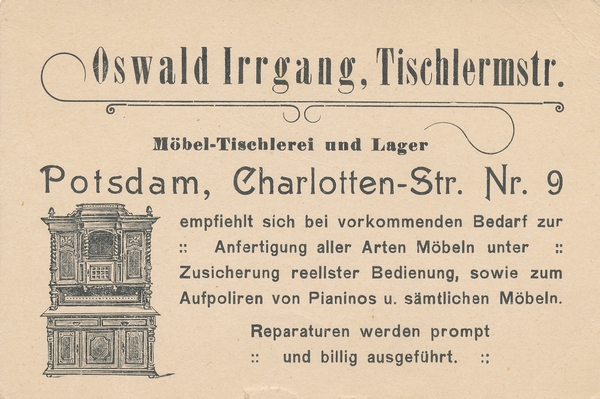 Oswald Irrgang, Tischlermstr.
Möbel-Tischlerei und Lager
Potsdam, Charlotten-Str. Nr. 9
empfiehlt sich bei vorkommenden Bedarf zur
:: Anfertigung aller Arten Möbeln unter ::
Zusicherung reellster Bedienung, sowie zum
Aufpoliren von Pianinos u. sämtlichen Möbeln.
Reparaturen werden prompt
:: und billig ausgeführt. ::